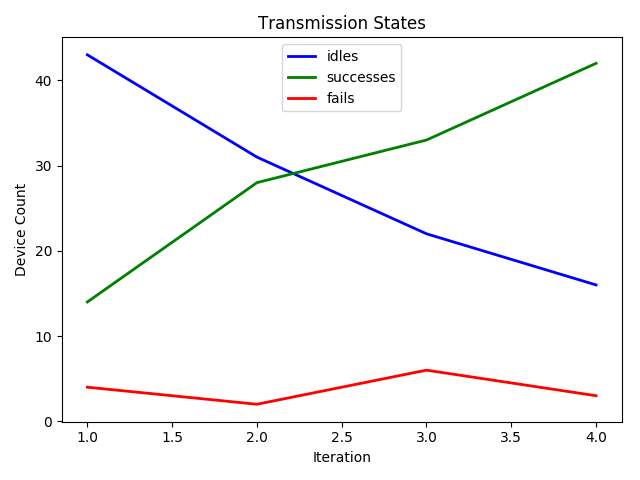 Transmission States
idles
successes
fails
Device Count
40
30
20
10
0
1.0 1.5 2.0 2.5 3.0 3.5 4.0
Iteration